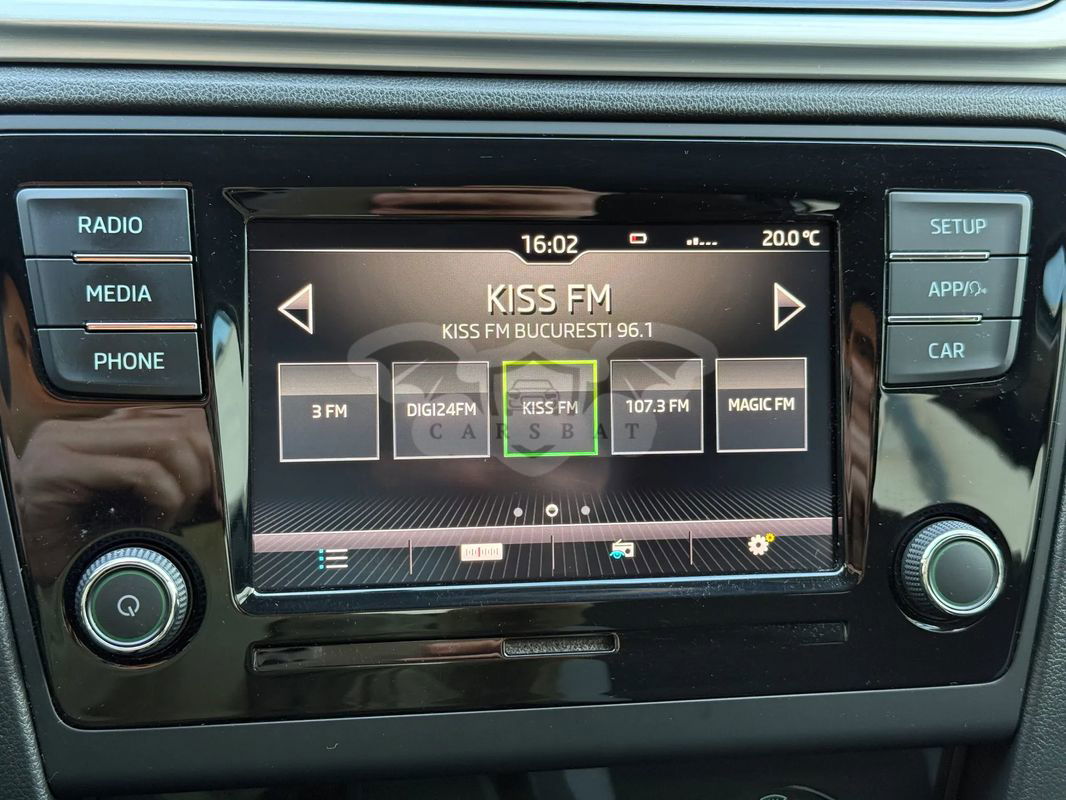 RADIO
MEDIA
PHONE
SETUP
APP/
CAR
16:02
20.0 °C
KISS FM
KISS FM BUCURESTI 96.1
3 FM
DIGI24FM
KISS FM
107.3 FM
MAGIC FM
CARSBAT